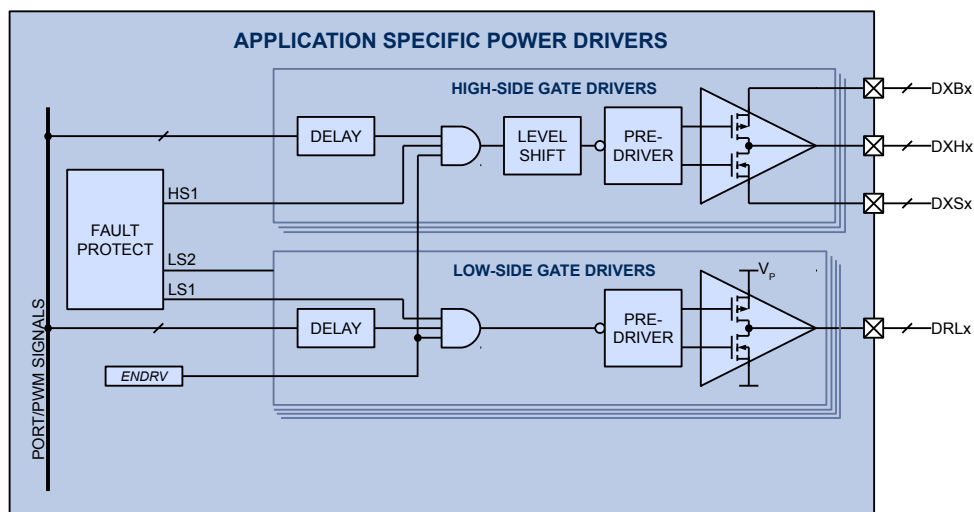 APPLICATION SPECIFIC POWER DRIVERS
HIGH-SIDE GATE DRIVERS
DXBx
DELAY
LEVEL
SHIFT
PRE-
DRIVER
DXHx
HS1
DXSx
FAULT
PROTECT
LS2
LOW-SIDE GATE DRIVERS
VP
LS1
DELAY
PRE-
DRIVER
DRLx
ENDRV
PORT/PWM SIGNALS